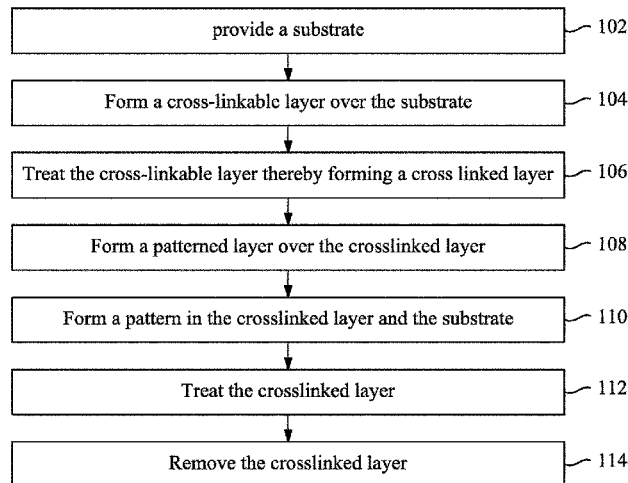 provide a substrate 102
Form a cross-linkable layer over the substrate 104
Treat the cross-linkable layer thereby forming a cross linked layer 106
Form a patterned layer over the crosslinked layer 108
Form a pattern in the crosslinked layer and the substrate 110
Treat the crosslinked layer 112
Remove the crosslinked layer 114